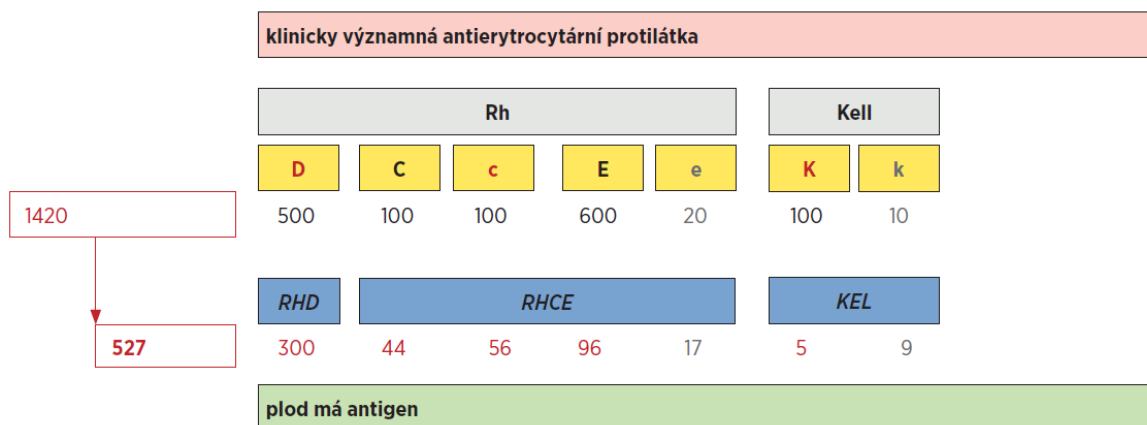 klinicky významná antierytrocytární protilátka
Rh Kell
D C c E e K k
1420 500 100 100 600 20 100 10
RHD RHCE KEL
527 300 44 56 96 17 5 9
plod má antigen